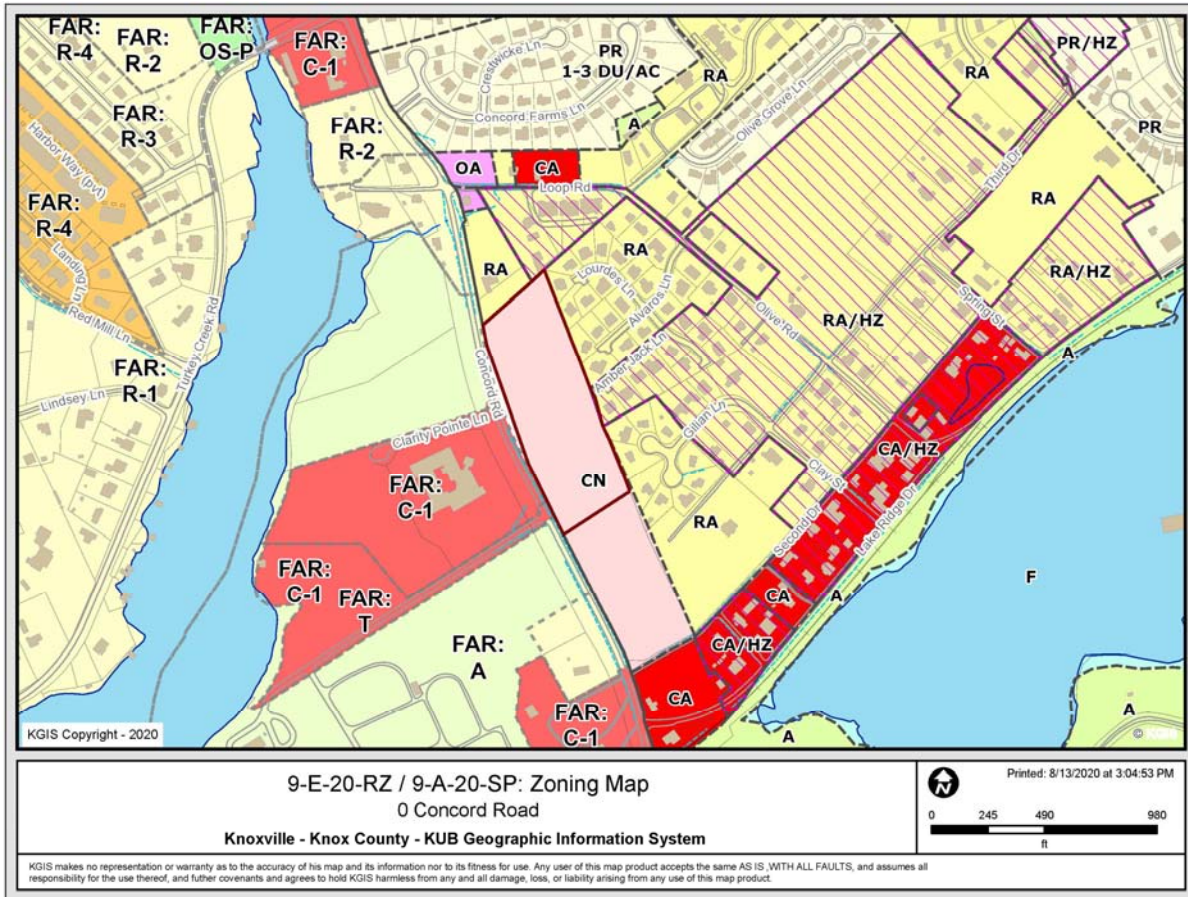 FAR:
R-4
FAR:
R-2
FAR:
OS-P
FAR:
C-1
Crestwicke Ln
PR
1-3 DU/AC
RA
RA
PR/HZ
FAR:
R-3
Concord Farms Ln
Olive Grove Ln
A
PR
Harbor Way (pvt)
FAR:
R-2
OA
CA
Loop Rd
Third Dr
FAR:
R-4
RA
RA
Landing Ln
RA
Lourdes Ln
RA/HZ
Red Mill Ln
Turkey Creek Rd
Alvaros Ln
Olive Rd
Spring St
RA/HZ
FAR:
R-1
Concord Rd
Amber Jack Ln
A
Lindsey Ln
Clarity Pointe Ln
Gillian Ln
CA/HZ
FAR:
C-1
CN
Clay St
RA
Second Dr
Lake Ridge Dr
FAR:
C-1
FAR:
T
CA
A
F
FAR:
A
CA/HZ
CA
FAR:
C-1
A
A
KGIS Copyright - 2020
© KGIS
9-E-20-RZ / 9-A-20-SP: Zoning Map
0 Concord Road
Knoxville - Knox County - KUB Geographic Information System
N
Printed: 8/13/2020 at 3:04:53 PM
0 245 490 980
ft
KGIS makes no representation or warranty as to the accuracy of his map and its information nor to its fitness for use. Any user of this map product accepts the same AS IS ,WITH ALL FAULTS, and assumes all
responsibility for the use thereof, and futher covenants and agrees to hold KGIS harmless from any and all damage, loss, or liability arising from any use of this map product.